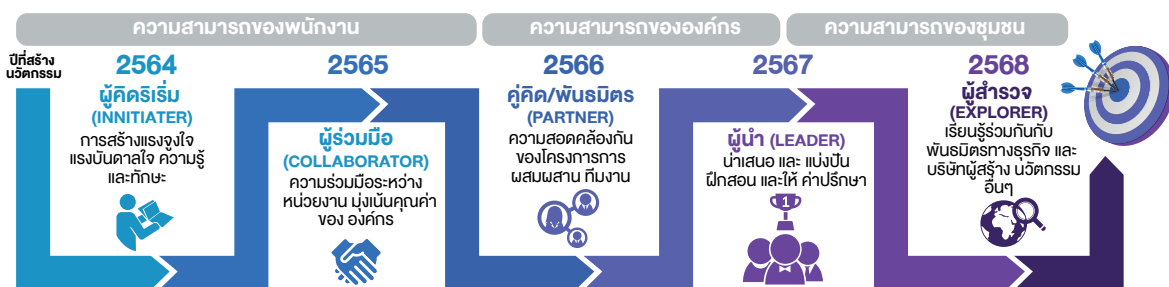 ความสามารถของพนักงาน
ความสามารถขององค์กร
ความสามารถของชุมชน
ปีที่สร้าง
นวัตกรรม
2564
ผู้คิดริเริ่ม
(INNITIATER)
การสร้างแรงจูงใจ
แรงบันดาลใจ ความรู้
และทักษะ
2565
ผู้ร่วมมือ
(COLLABORATOR)
ความร่วมมือระหว่าง
หน่วยงาน มุ่งเน้นคุณค่า
ของ องค์กร
2566
คู่คิด/พันธมิตร
(PARTNER)
ความสอดคล้องกัน
ของโครงการการ
ผสมผสาน ทีมงาน
2567
ผู้นำ (LEADER)
นำเสนอ และ แบ่งปัน
ฝึกสอน และให้ คำปรึกษา
1
2568
ผู้สำรวจ
(EXPLORER)
เรียนรู้ร่วมกันกับ
พันธมิตรทางธุรกิจ และ
บริษัทผู้สร้าง นวัตกรรม
อื่นๆ